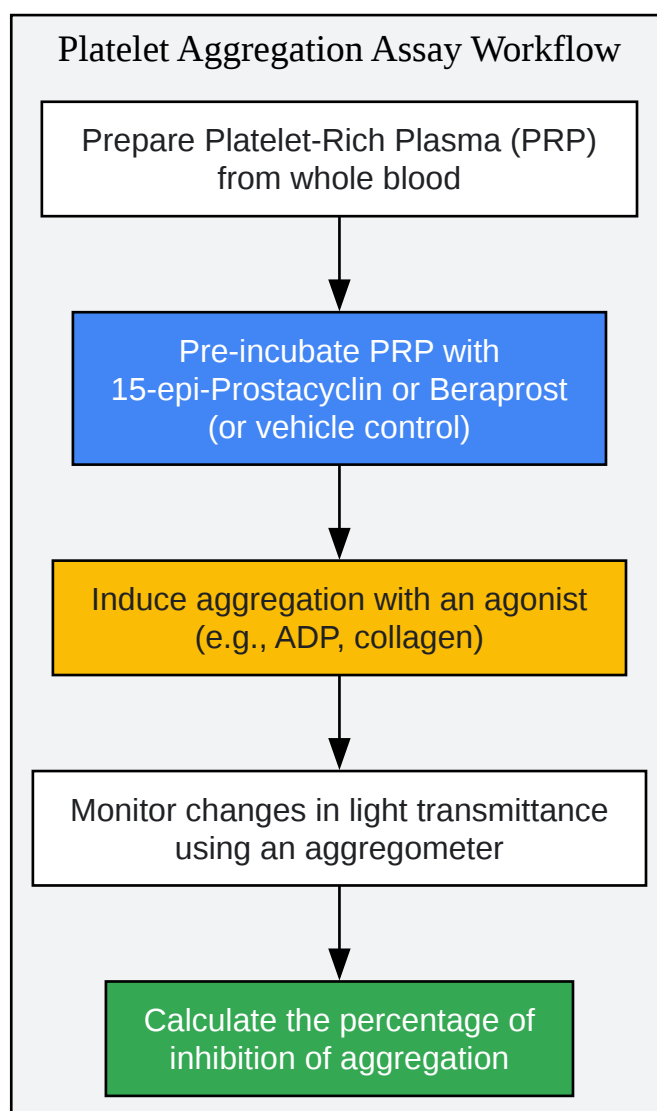 Platelet Aggregation Assay Workflow
Prepare Platelet-Rich Plasma (PRP)
from whole blood
Pre-incubate PRP with
15-epi-Prostacyclin or Beraprost
(or vehicle control)
Induce aggregation with an agonist
(e.g., ADP, collagen)
Monitor changes in light transmittance
using an aggregometer
Calculate the percentage of
inhibition of aggregation